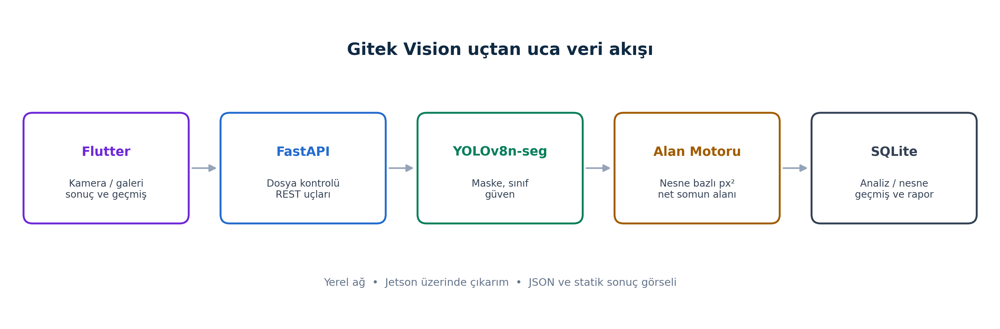 Gitek Vision uçtan uca veri akışı
Flutter
Kamera / galeri
sonuç ve geçmiş
FastAPI
Dosya kontrolü
REST uçları
YOLOv8n-seg
Maske, sınıf
güven
Alan Motoru
Nesne bazlı px²
net somun alanı
SQLite
Analiz / nesne
geçmiş ve rapor
Yerel ağ • Jetson üzerinde çıkarım • JSON ve statik sonuç görseli